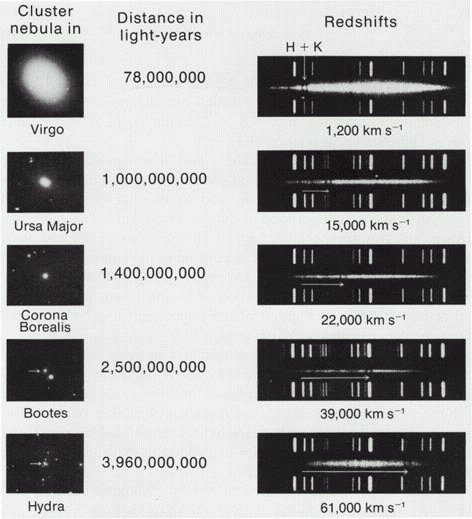 Cluster
nebula in
Distance in
light-years
Redshifts
H + K
78,000,000
Virgo
1,200 km s⁻¹
1,000,000,000
Ursa Major
15,000 km s⁻¹
1,400,000,000
Corona
Borealis
22,000 km s⁻¹
2,500,000,000
Bootes
39,000 km s⁻¹
3,960,000,000
Hydra
61,000 km s⁻¹